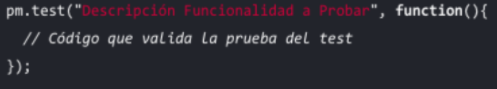 pm.test("Descripción Funcionalidad a Probar", function(){
// Código que valida la prueba del test
});